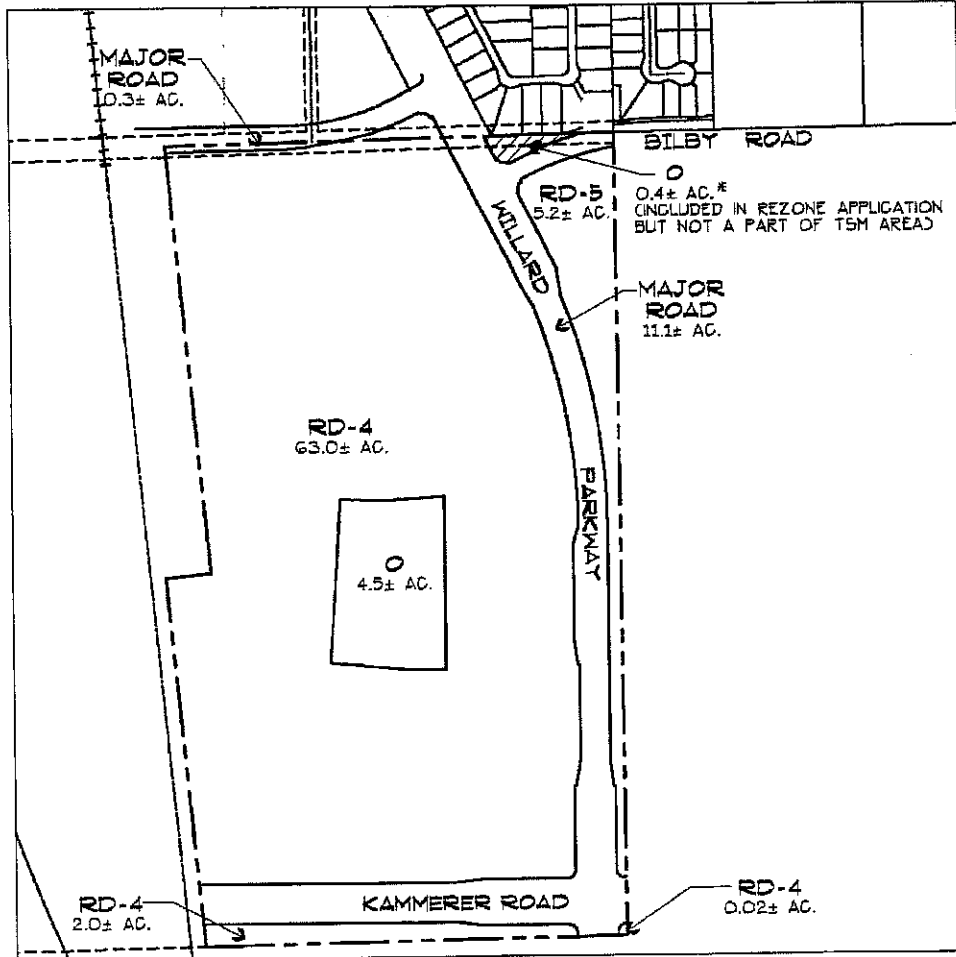 MAJOR
ROAD
0.3± AC.
BILBY ROAD
O
0.4± AC.*
(INCLUDED IN REZONE APPLICATION
BUT NOT A PART OF TSM AREA)
RD-5
5.2± AC.
WILLARD
MAJOR
ROAD
11.1± AC.
RD-4
63.0± AC.
PARKWAY
O
4.5± AC.
KAMMERER ROAD
RD-4
2.0± AC.
RD-4
0.02± AC.